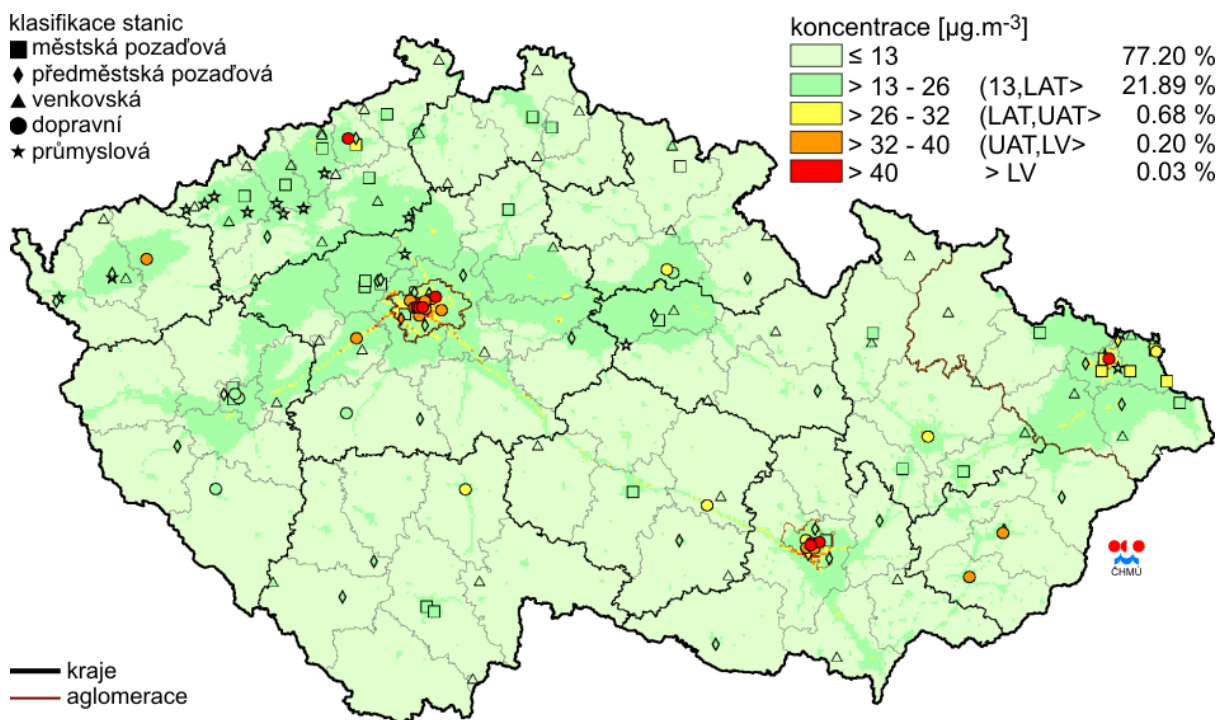 klasifikace stanic
městská pozaďová
předměstská pozaďová
venkovská
dopravní
průmyslová
koncentrace [µg.m-3]
≤ 13 77.20 %
> 13 - 26 (13,LAT> 21.89 %
> 26 - 32 (LAT,UAT> 0.68 %
> 32 - 40 (UAT,LV> 0.20 %
> 40 > LV 0.03 %
ČHMÚ
kraje
aglomerace